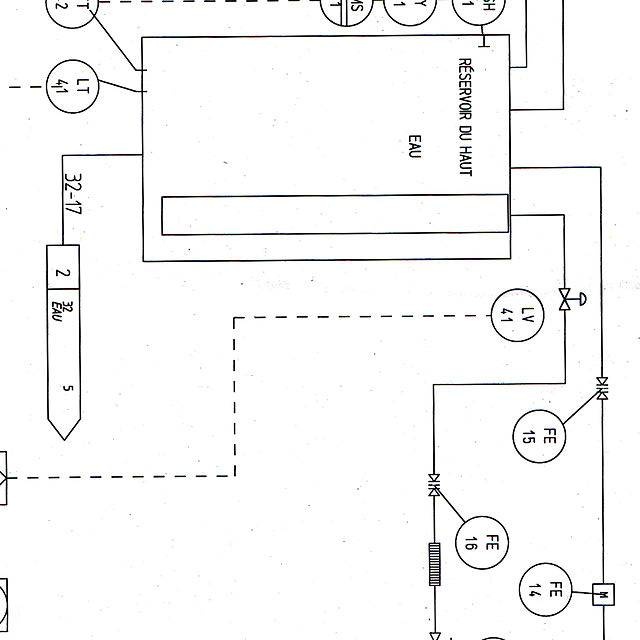 LT
41
RÉSERVOIR DU HAUT
EAU
32-17
2
32
EAU
5
LV
41
FE
15
FE
16
FE
14
M